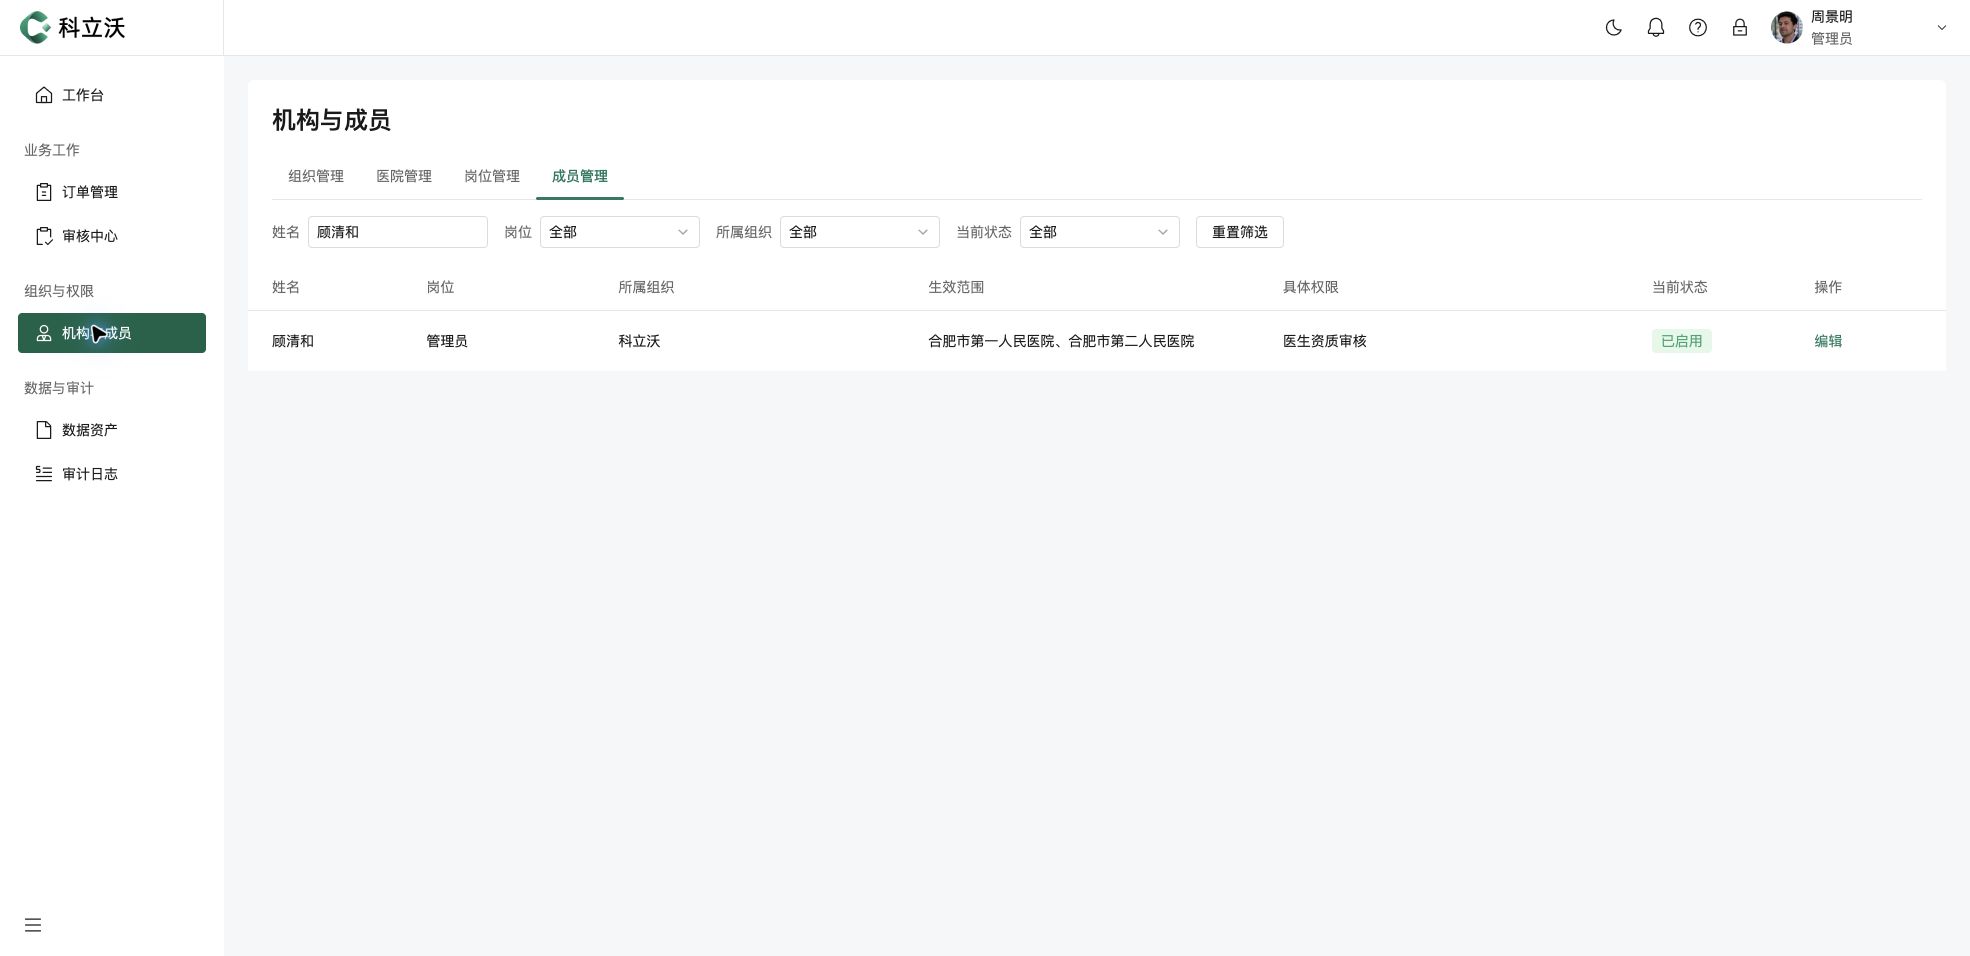 科立沃
周景明
管理员
工作台
业务工作
订单管理
审核中心
组织与权限
机构与成员
数据与审计
数据资产
审计日志
机构与成员
组织管理 医院管理 岗位管理 成员管理
姓名 顾清和 岗位 全部 所属组织 全部 当前状态 全部 重置筛选
姓名 岗位 所属组织 生效范围 具体权限 当前状态 操作
顾清和 管理员 科立沃 合肥市第一人民医院、合肥市第二人民医院 医生资质审核 已启用 编辑